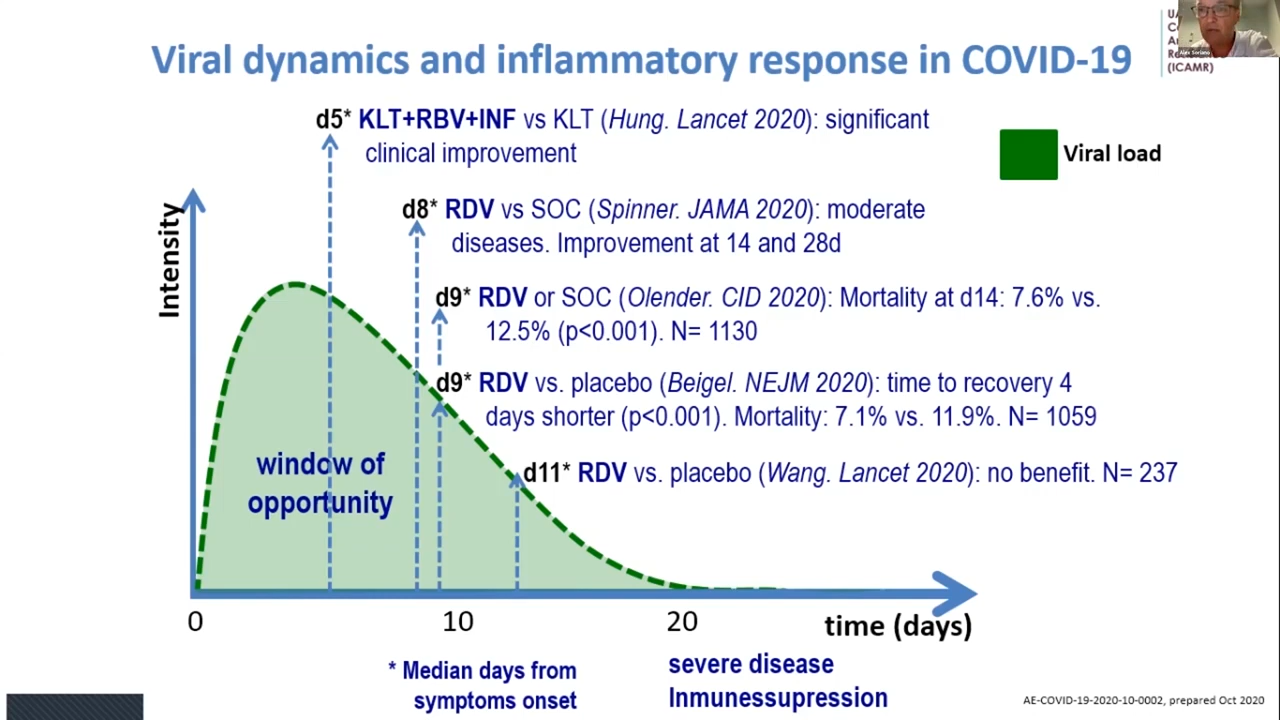 Viral dynamics and inflammatory response in COVID-19
Alex Soriano
(ICAMR)
d5* KLT+RBV+INF vs KLT (Hung. Lancet 2020): significant
clinical improvement
Viral load
Intensity
d8* RDV vs SOC (Spinner. JAMA 2020): moderate
diseases. Improvement at 14 and 28d
d9* RDV or SOC (Olender. CID 2020): Mortality at d14: 7.6% vs.
12.5% (p<0.001). N= 1130
d9* RDV vs. placebo (Beigel. NEJM 2020): time to recovery 4
days shorter (p<0.001). Mortality: 7.1% vs. 11.9%. N= 1059
window of
opportunity
d11* RDV vs. placebo (Wang. Lancet 2020): no benefit. N= 237
0 10 20 time (days)
* Median days from
symptoms onset
severe disease
Inmunessupression
AE-COVID-19-2020-10-0002, prepared Oct 2020